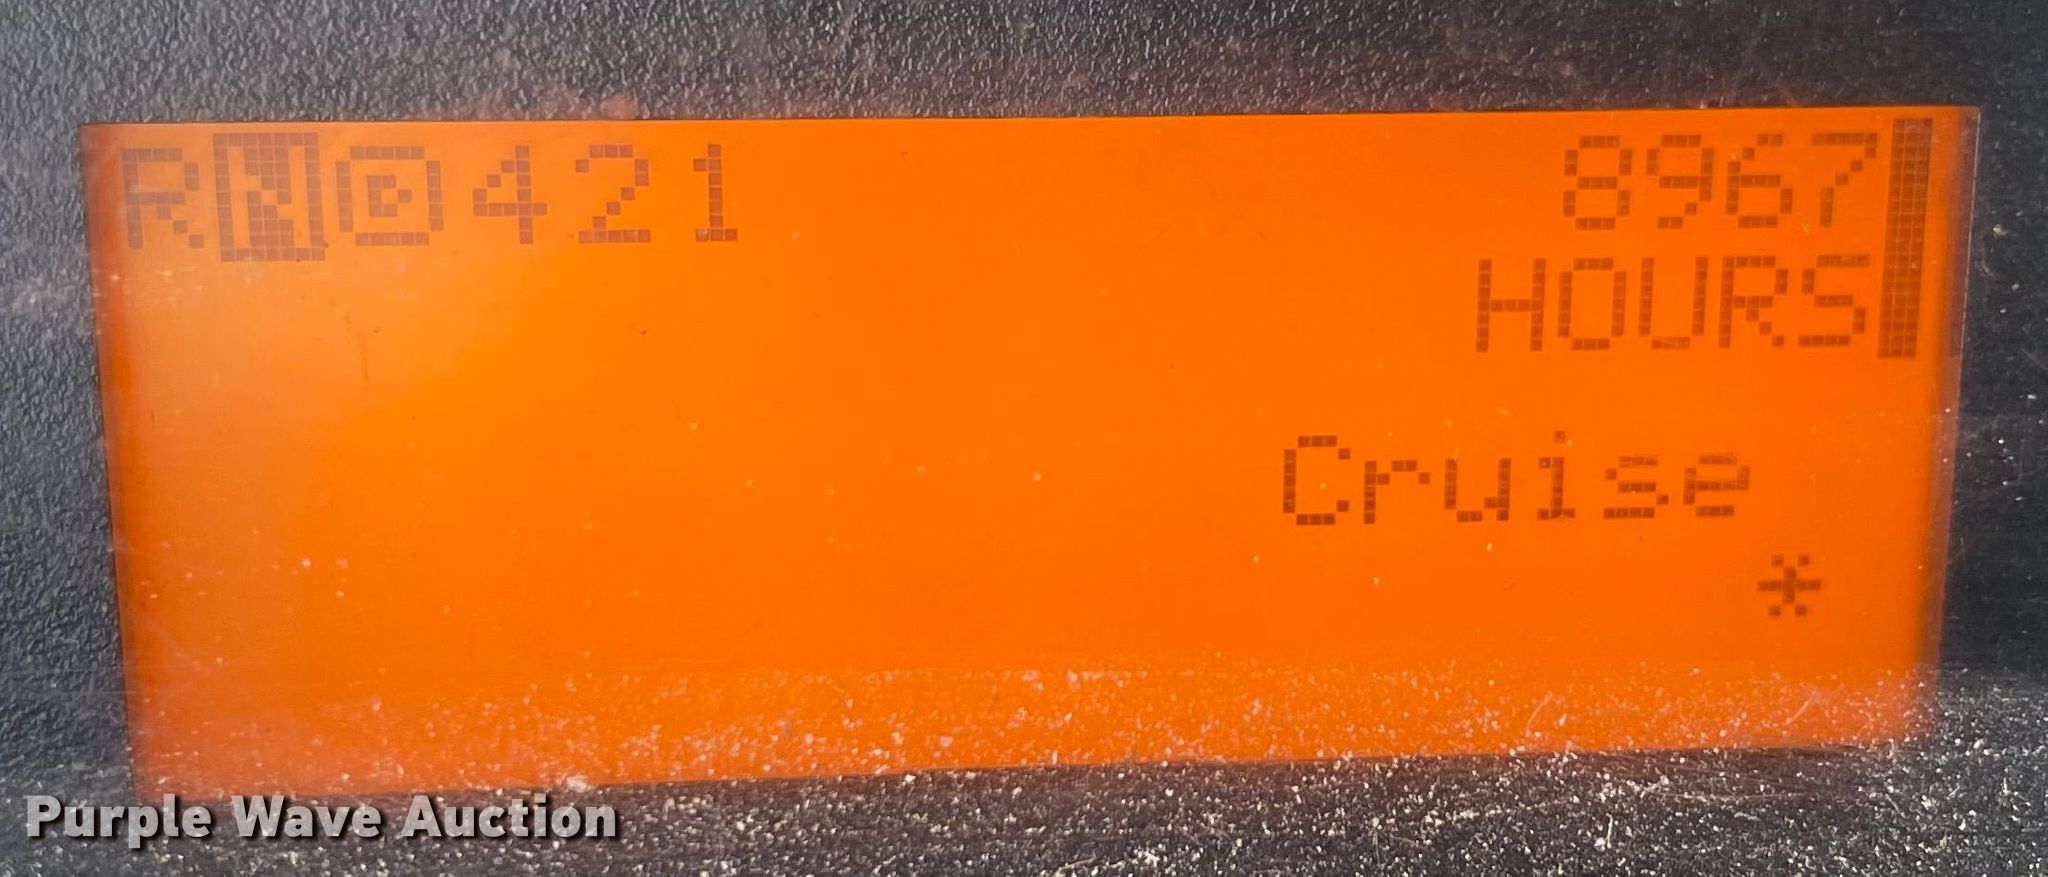 RN@421 8967
HOURS
Cruise
*
Purple Wave Auction